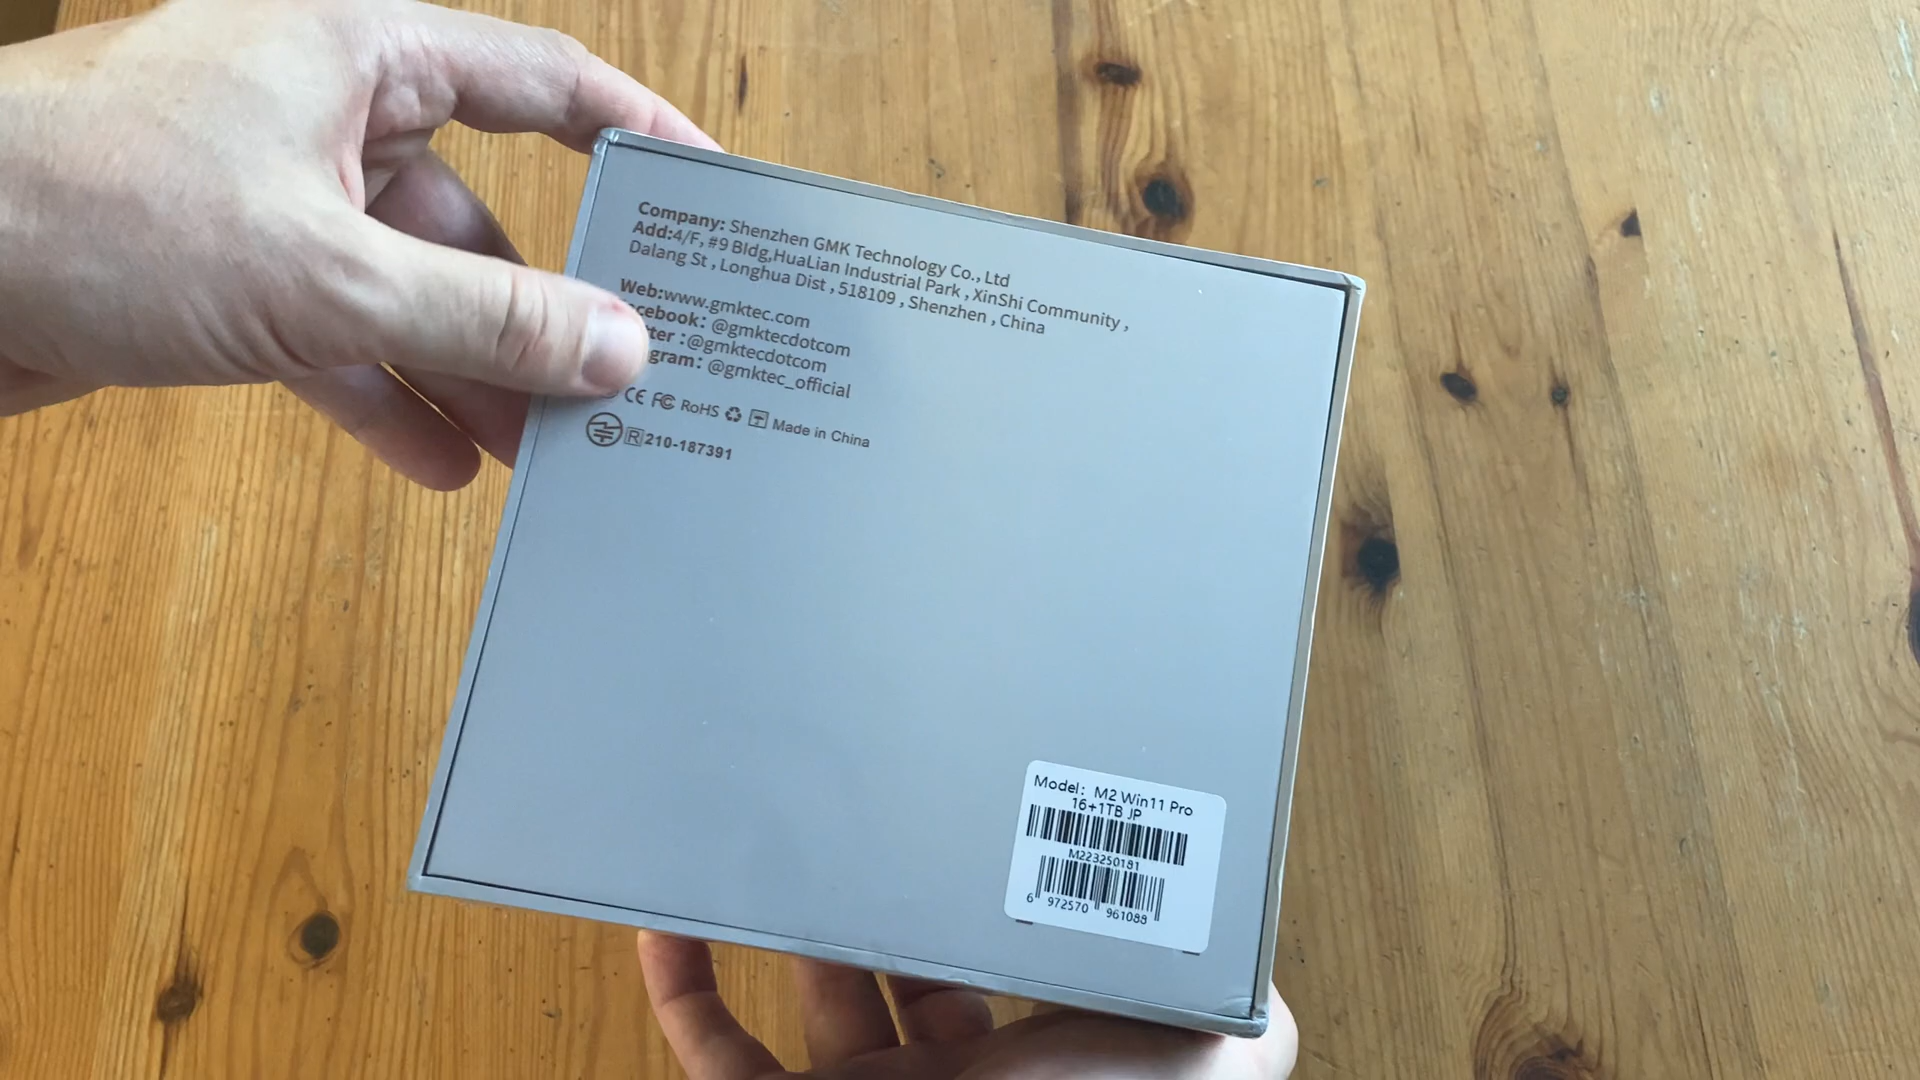 Company: Shenzhen GMK Technology Co., Ltd
Add:4/F, #9 Bldg,HuaLian Industrial Park , XinShi Community ,
Dalang St , Longhua Dist , 518109 , Shenzhen , China
Web:www.gmktec.com
cebook: @gmktecdotcom
tter :@gmktecdotcom
gram: @gmktec_official
CE FC RoHS Made in China
R 210-187391
Model: M2 Win11 Pro
16+1TB JP
M223250181
6 972570 961088